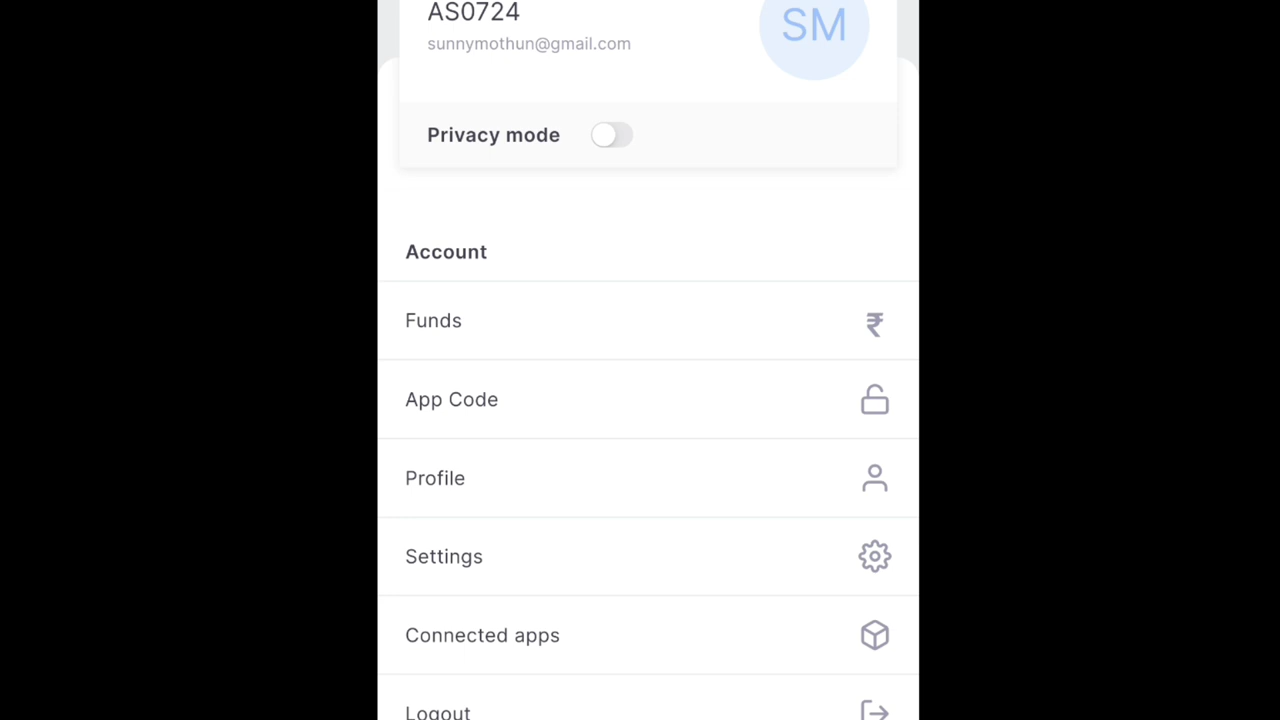 AS0724
sunnymothun@gmail.com
SM
Privacy mode
Account
Funds
₹
App Code
Profile
Settings
Connected apps
Logout